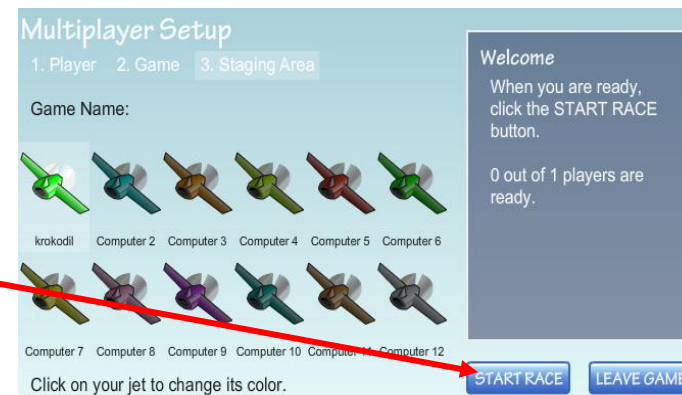 Multiplayer Setup
1. Player 2. Game 3. Staging Area
Game Name:
krokodil Computer 2 Computer 3 Computer 4 Computer 5 Computer 6
Computer 7 Computer 8 Computer 9 Computer 10 Computer 11 Computer 12
Click on your jet to change its color.
Welcome
When you are ready,
click the START RACE
button.
0 out of 1 players are
ready.
START RACE LEAVE GAME